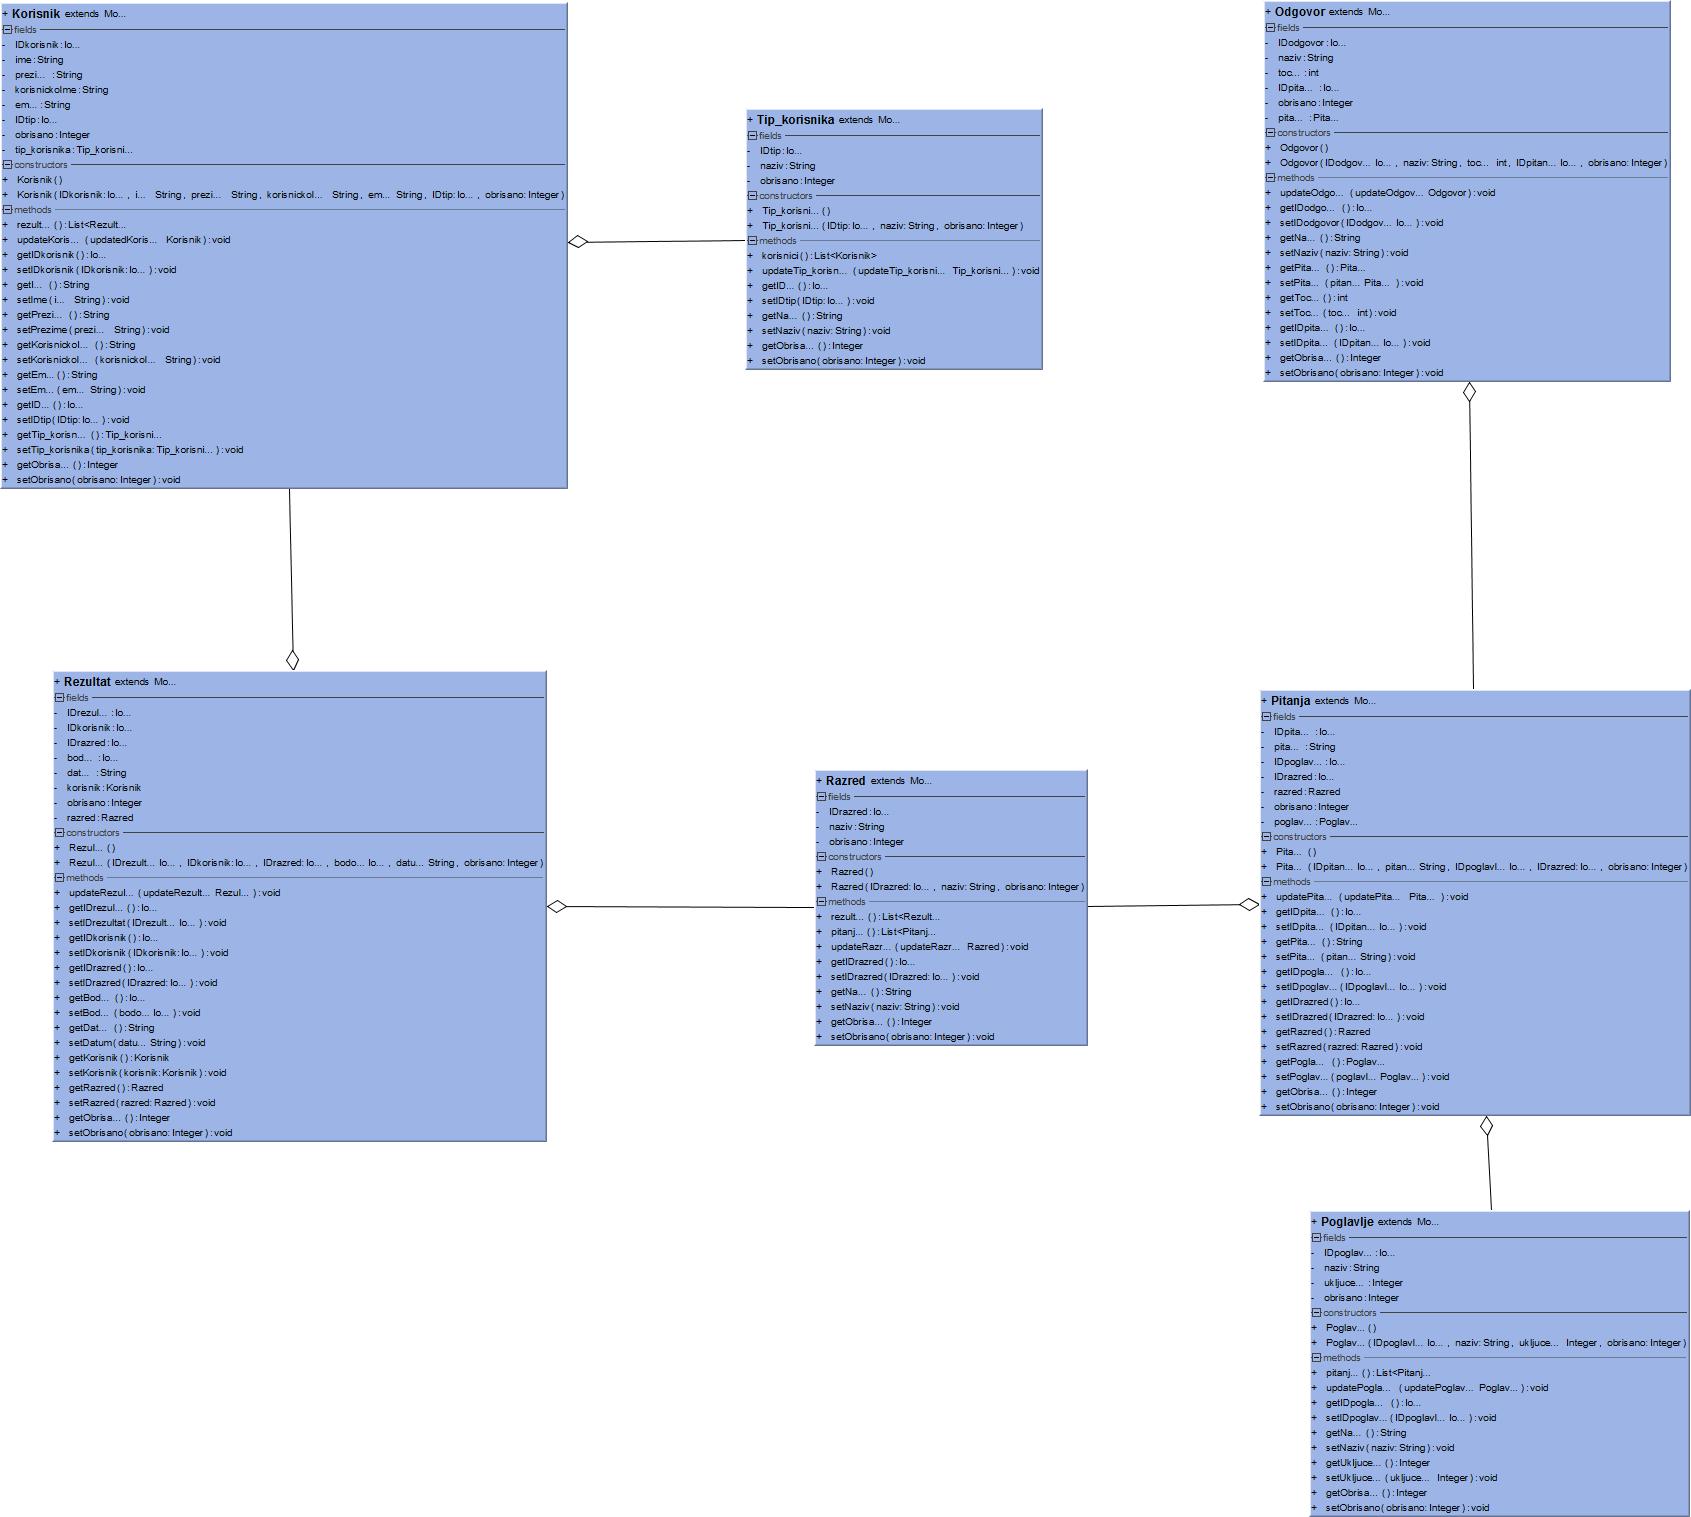 + Korisnik extends Mo...
fields
- IDkorisnik : lo...
- ime : String
- prezi... : String
- korisnickoIme : String
- em... : String
- IDtip : lo...
- obrisano : Integer
- tip_korisnika : Tip_korisni...
constructors
+ Korisnik ( )
+ Korisnik ( IDkorisnik: lo... , i... String , prezi... String , korisnickoI... String , em... String , IDtip: lo... , obrisano: Integer )
methods
+ rezult... ( ) : List<Rezult...
+ updateKoris... ( updatedKoris... Korisnik ) : void
+ getIDkorisnik ( ) : lo...
+ setIDkorisnik ( IDkorisnik: lo... ) : void
+ getI... ( ) : String
+ setIme ( i... String ) : void
+ getPrezi... ( ) : String
+ setPrezime ( prezi... String ) : void
+ getKorisnickoI... ( ) : String
+ setKorisnickoI... ( korisnickoI... String ) : void
+ getEm... ( ) : String
+ setEm... ( em... String ) : void
+ getID... ( ) : lo...
+ setIDtip ( IDtip: lo... ) : void
+ getTip_korisn... ( ) : Tip_korisni...
+ setTip_korisnika ( tip_korisnika: Tip_korisni... ) : void
+ getObrisa... ( ) : Integer
+ setObrisano ( obrisano: Integer ) : void
+ Tip_korisnika extends Mo...
fields
- IDtip : lo...
- naziv : String
- obrisano : Integer
constructors
+ Tip_korisni... ( )
+ Tip_korisni... ( IDtip: lo... , naziv: String , obrisano: Integer )
methods
+ korisnici ( ) : List<Korisnik>
+ updateTip_korisn... ( updateTip_korisni... Tip_korisni... ) : void
+ getID... ( ) : lo...
+ setIDtip ( IDtip: lo... ) : void
+ getNa... ( ) : String
+ setNaziv ( naziv: String ) : void
+ getObrisa... ( ) : Integer
+ setObrisano ( obrisano: Integer ) : void
+ Odgovor extends Mo...
fields
- IDodgovor : lo...
- naziv : String
- toc... : int
- IDpita... : lo...
- obrisano : Integer
- pita... : Pita...
constructors
+ Odgovor ( )
+ Odgovor ( IDodgov... lo... , naziv: String , toc... int , IDpitan... lo... , obrisano: Integer )
methods
+ updateOdgo... ( updateOdgov... Odgovor ) : void
+ getIDodgo... ( ) : lo...
+ setIDodgovor ( IDodgov... lo... ) : void
+ getNa... ( ) : String
+ setNaziv ( naziv: String ) : void
+ getPita... ( ) : Pita...
+ setPita... ( pitan... Pita... ) : void
+ getToc... ( ) : int
+ setToc... ( toc... int ) : void
+ getIDpita... ( ) : lo...
+ setIDpita... ( IDpitan... lo... ) : void
+ getObrisa... ( ) : Integer
+ setObrisano ( obrisano: Integer ) : void
+ Rezultat extends Mo...
fields
- IDrezul... : lo...
- IDkorisnik : lo...
- IDrazred : lo...
- bod... : lo...
- dat... : String
- korisnik : Korisnik
- obrisano : Integer
- razred : Razred
constructors
+ Rezul... ( )
+ Rezul... ( IDrezult... lo... , IDkorisnik: lo... , IDrazred: lo... , bodo... lo... , datu... String , obrisano: Integer )
methods
+ updateRezul... ( updateRezult... Rezul... ) : void
+ getIDrezul... ( ) : lo...
+ setIDrezultat ( IDrezult... lo... ) : void
+ getIDkorisnik ( ) : lo...
+ setIDkorisnik ( IDkorisnik: lo... ) : void
+ getIDrazred ( ) : lo...
+ setIDrazred ( IDrazred: lo... ) : void
+ getBod... ( ) : lo...
+ setBod... ( bodo... lo... ) : void
+ getDat... ( ) : String
+ setDatum ( datu... String ) : void
+ getKorisnik ( ) : Korisnik
+ setKorisnik ( korisnik: Korisnik ) : void
+ getRazred ( ) : Razred
+ setRazred ( razred: Razred ) : void
+ getObrisa... ( ) : Integer
+ setObrisano ( obrisano: Integer ) : void
+ Razred extends Mo...
fields
- IDrazred : lo...
- naziv : String
- obrisano : Integer
constructors
+ Razred ( )
+ Razred ( IDrazred: lo... , naziv: String , obrisano: Integer )
methods
+ rezult... ( ) : List<Rezult...
+ pitanj... ( ) : List<Pitanj...
+ updateRazr... ( updateRazr... Razred ) : void
+ getIDrazred ( ) : lo...
+ setIDrazred ( IDrazred: lo... ) : void
+ getNa... ( ) : String
+ setNaziv ( naziv: String ) : void
+ getObrisa... ( ) : Integer
+ setObrisano ( obrisano: Integer ) : void
+ Pitanja extends Mo...
fields
- IDpita... : lo...
- pita... : String
- IDpoglav... : lo...
- IDrazred : lo...
- razred : Razred
- obrisano : Integer
- poglav... : Poglav...
constructors
+ Pita... ( )
+ Pita... ( IDpitan... lo... , pitan... String , IDpoglavl... lo... , IDrazred: lo... , obrisano: Integer )
methods
+ updatePita... ( updatePita... Pita... ) : void
+ getIDpita... ( ) : lo...
+ setIDpita... ( IDpitan... lo... ) : void
+ getPita... ( ) : String
+ setPita... ( pitan... String ) : void
+ getIDpogla... ( ) : lo...
+ setIDpoglav... ( IDpoglavl... lo... ) : void
+ getIDrazred ( ) : lo...
+ setIDrazred ( IDrazred: lo... ) : void
+ getRazred ( ) : Razred
+ setRazred ( razred: Razred ) : void
+ getPogla... ( ) : Poglav...
+ setPoglav... ( poglavl... Poglav... ) : void
+ getObrisa... ( ) : Integer
+ setObrisano ( obrisano: Integer ) : void
+ Poglavlje extends Mo...
fields
- IDpoglav... : lo...
- naziv : String
- ukljuce... : Integer
- obrisano : Integer
constructors
+ Poglav... ( )
+ Poglav... ( IDpoglavl... lo... , naziv: String , ukljuce... Integer , obrisano: Integer )
methods
+ pitanj... ( ) : List<Pitanj...
+ updatePogla... ( updatePoglav... Poglav... ) : void
+ getIDpogla... ( ) : lo...
+ setIDpoglav... ( IDpoglavl... lo... ) : void
+ getNa... ( ) : String
+ setNaziv ( naziv: String ) : void
+ getUkljuce... ( ) : Integer
+ setUkljuce... ( ukljuce... Integer ) : void
+ getObrisa... ( ) : Integer
+ setObrisano ( obrisano: Integer ) : void